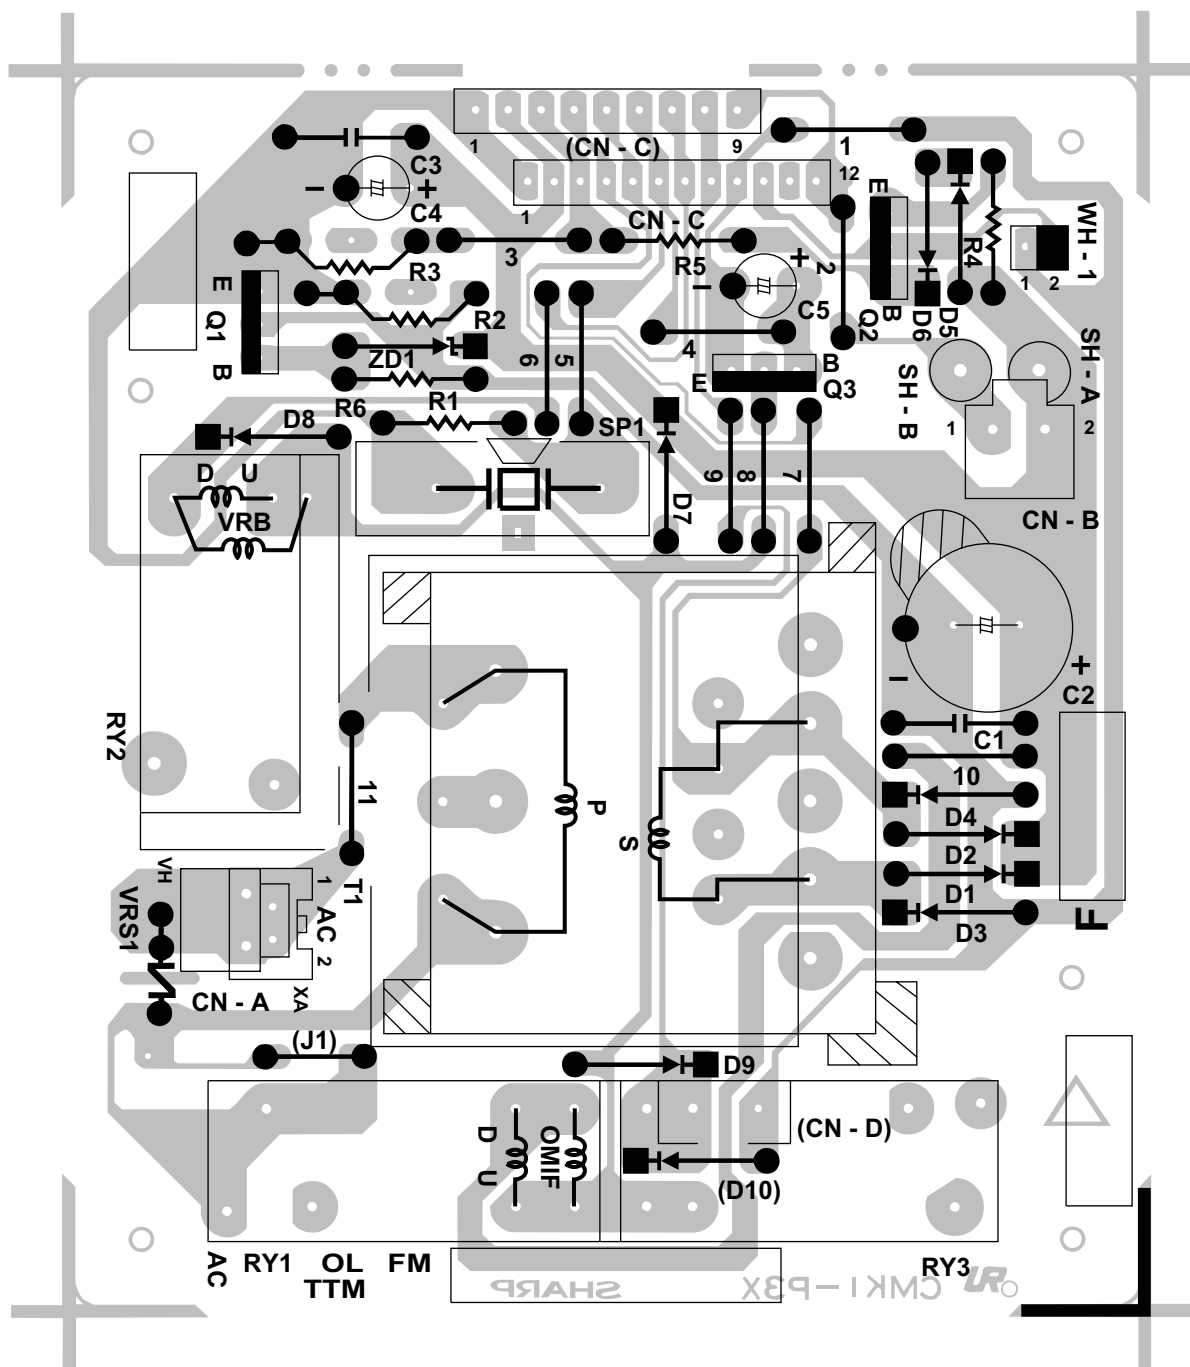 1
(CN - C)
9
1
C3
12
E
1
C4
CN - C
R4
WH - 1
3
R3
R5
2
1
2
E
Q1
R2
C5
B
Q2
D6
D5
ZD1
6
5
4
B
B
E
Q3
SH - A
SH - B
R6
R1
D8
SP1
1
2
D
U
VRB
D7
9
8
7
CN - B
C2
RY2
C1
11
10
P
S
D4
D2
D1
D3
F
VH
VRS1
1
AC
2
T1
CN - A
XA
(J1)
D9
D
U
OMIF
(CN - D)
(D10)
AC
RY1
OL
FM
TTM
RY3
SHARP
CMK1-P3X
UR